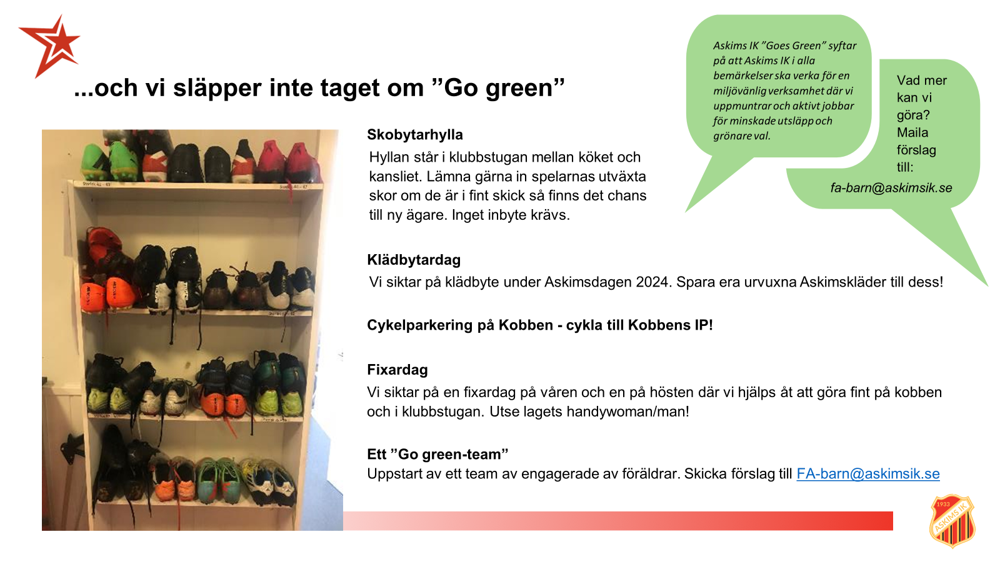 ...och vi släpper inte taget om ”Go green”
Askims IK ”Goes Green” syftar
på att Askims IK i alla
bemärkelser ska verka för en
miljövänlig verksamhet där vi
uppmuntrar och aktivt jobbar
för minskade utsläpp och
grönare val.
Vad mer
kan vi
göra?
Maila
förslag
till:
fa-barn@askimsik.se
Skobytarhylla
Hyllan står i klubbstugan mellan köket och
kansliet. Lämna gärna in spelarnas utväxta
skor om de är i fint skick så finns det chans
till ny ägare. Inget inbyte krävs.
Klädbytardag
Vi siktar på klädbyte under Askimsdagen 2024. Spara era urvuxna Askimskläder till dess!
Cykelparkering på Kobben - cykla till Kobbens IP!
Fixardag
Vi siktar på en fixardag på våren och en på hösten där vi hjälps åt att göra fint på kobben
och i klubbstugan. Utse lagets handywoman/man!
Ett ”Go green-team”
Uppstart av ett team av engagerade av föräldrar. Skicka förslag till FA-barn@askimsik.se
1933
ASKIMS IK